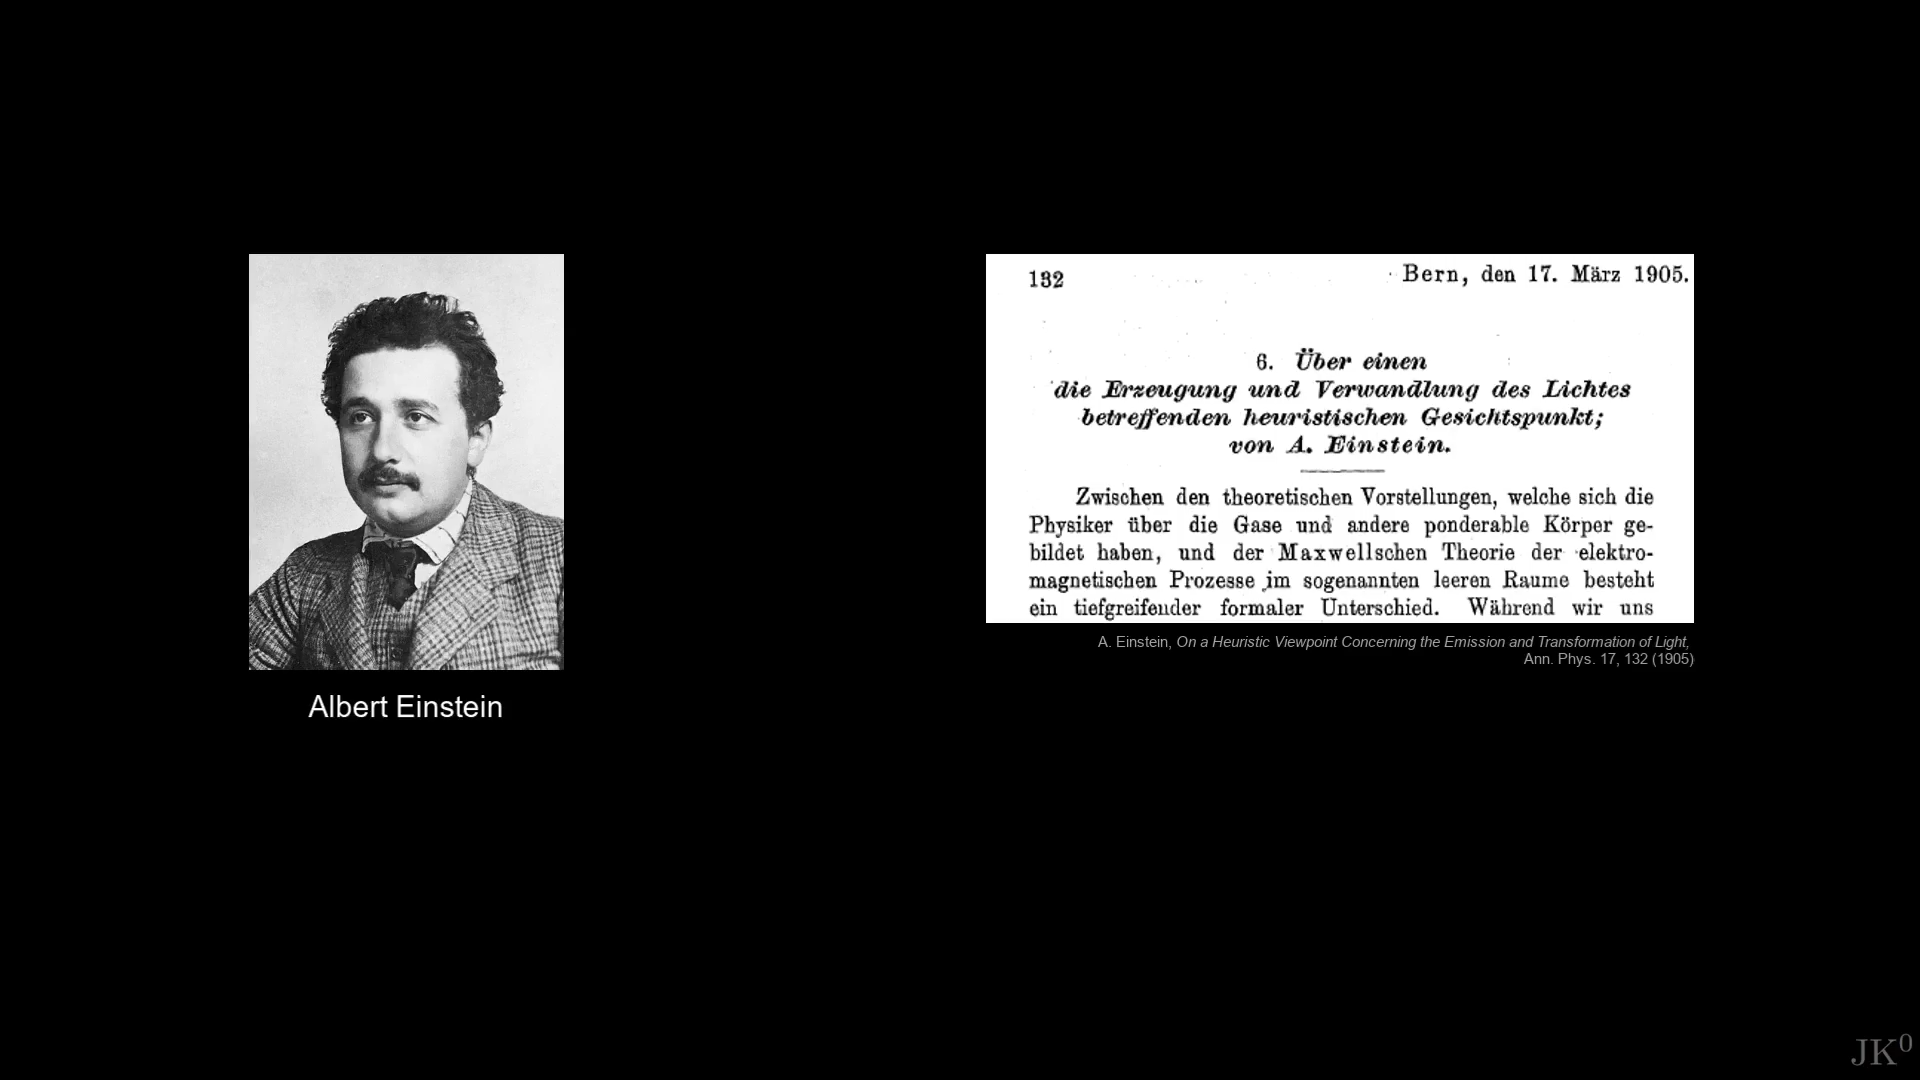 Albert Einstein
132
Bern, den 17. März 1905.
6. Über einen
die Erzeugung und Verwandlung des Lichtes
betreffenden heuristischen Gesichtspunkt;
von A. Einstein.
Zwischen den theoretischen Vorstellungen, welche sich die
Physiker über die Gase und andere ponderable Körper ge-
bildet haben, und der Maxwellschen Theorie der elektro-
magnetischen Prozesse im sogenannten leeren Raume besteht
ein tiefgreifender formaler Unterschied. Während wir uns
A. Einstein, On a Heuristic Viewpoint Concerning the Emission and Transformation of Light,
Ann. Phys. 17, 132 (1905)
JK⁰